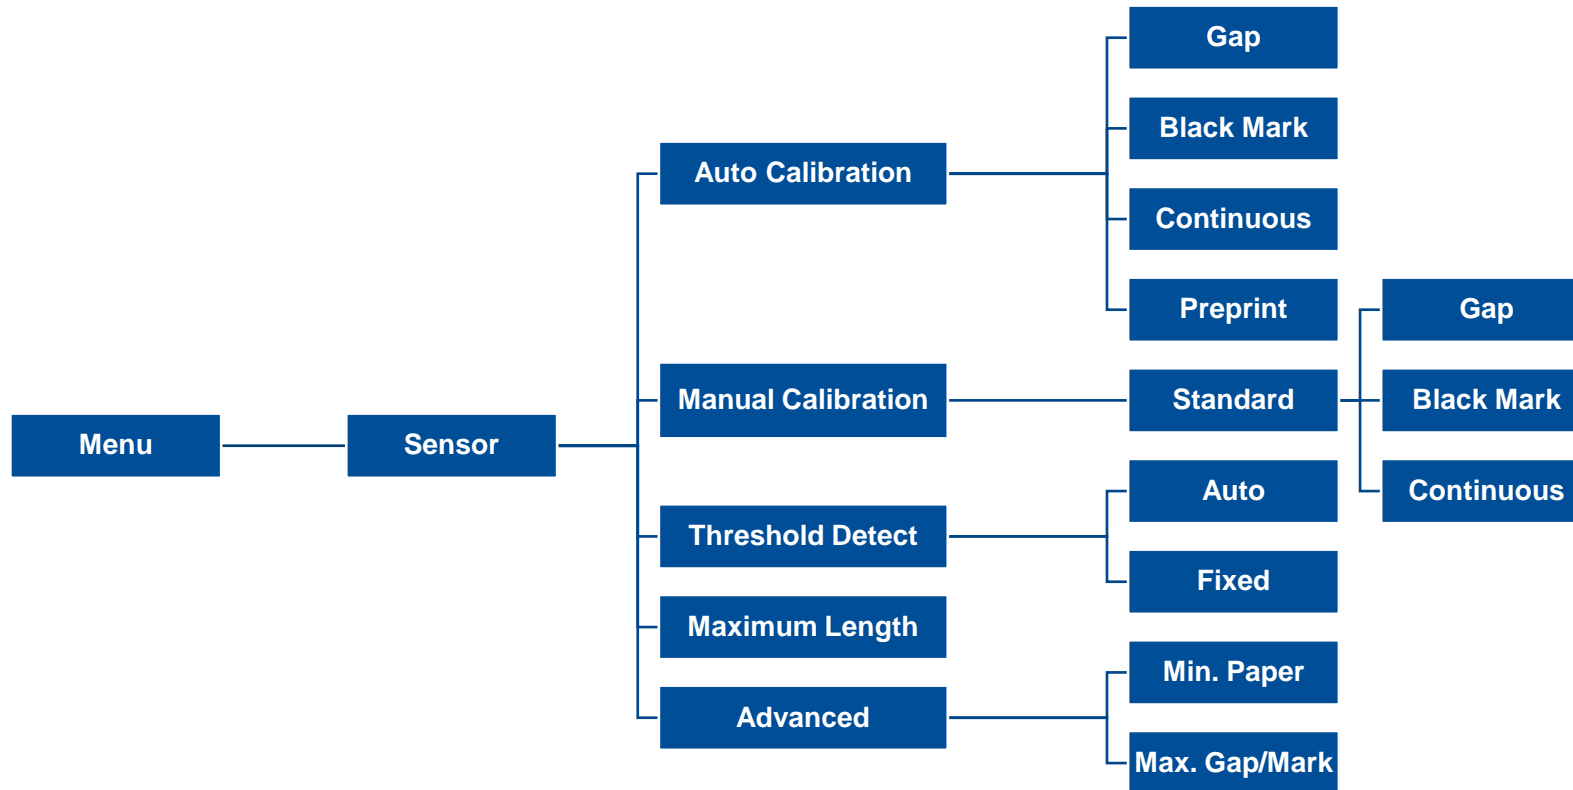 Menu
Sensor
Auto Calibration
Gap
Black Mark
Continuous
Preprint
Manual Calibration
Standard
Gap
Black Mark
Continuous
Threshold Detect
Auto
Fixed
Maximum Length
Advanced
Min. Paper
Max. Gap/Mark